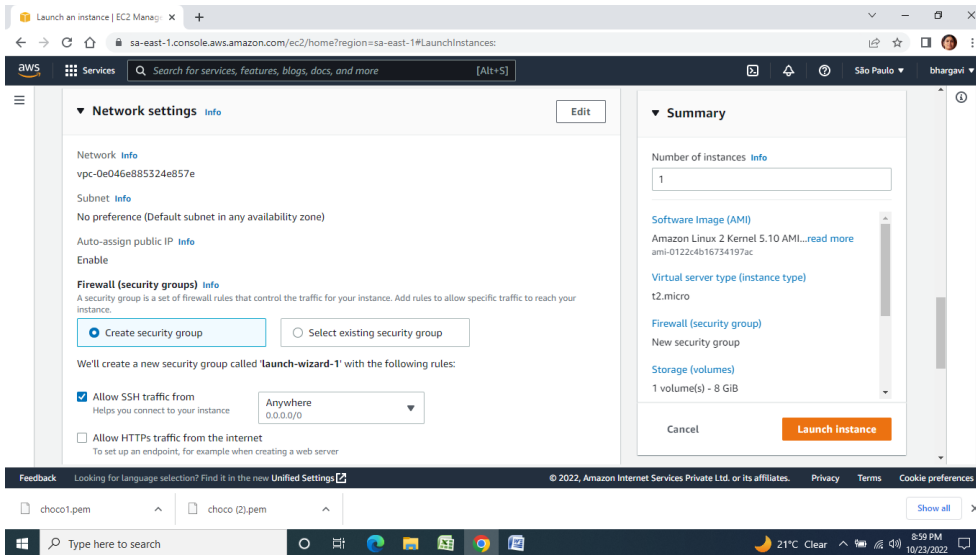 Launch an instance | EC2 Manag
sa-east-1.console.aws.amazon.com/ec2/home?region=sa-east-1#LaunchInstances:
aws
Services
Search for services, features, blogs, docs, and more
[Alt+S]
São Paulo
bhargavi
Network settings Info
Edit
Network Info
vpc-0e046e885324e857e
Subnet Info
No preference (Default subnet in any availability zone)
Auto-assign public IP Info
Enable
Firewall (security groups) Info
A security group is a set of firewall rules that control the traffic for your instance. Add rules to allow specific traffic to reach your
instance.
Create security group
Select existing security group
We'll create a new security group called 'launch-wizard-1' with the following rules:
Allow SSH traffic from
Helps you connect to your instance
Anywhere
0.0.0.0/0
Allow HTTPs traffic from the internet
To set up an endpoint, for example when creating a web server
Summary
Number of instances Info
1
Software Image (AMI)
Amazon Linux 2 Kernel 5.10 AMI...read more
ami-0122c4b16734197ac
Virtual server type (instance type)
t2.micro
Firewall (security group)
New security group
Storage (volumes)
1 volume(s) - 8 GiB
Cancel
Launch instance
Feedback
Looking for language selection? Find it in the new Unified Settings
© 2022, Amazon Internet Services Private Ltd. or its affiliates.
Privacy
Terms
Cookie preferences
choco1.pem
choco (2).pem
Show all
Type here to search
21°C Clear
8:59 PM
10/23/2022